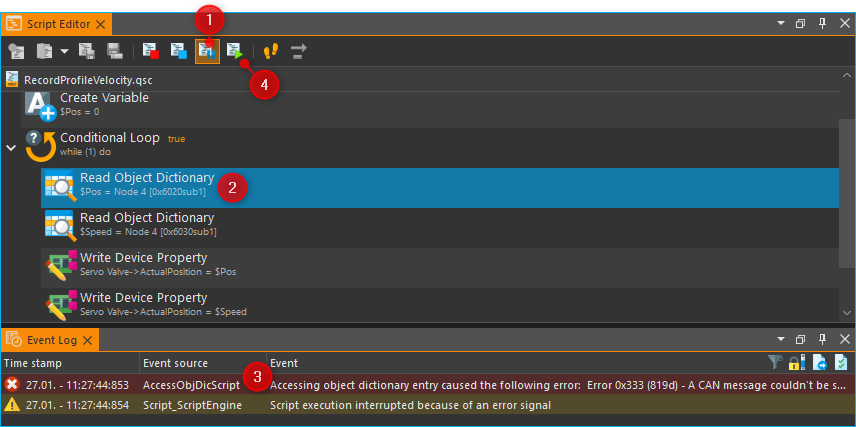 1
Script Editor
4
RecordProfileVelocity.qsc
Create Variable
$Pos = 0
Conditional Loop true
while (1) do
Read Object Dictionary
$Pos = Node 4 [0x6020sub1]
2
Read Object Dictionary
$Speed = Node 4 [0x6030sub1]
Write Device Property
Servo Valve->ActualPosition = $Pos
Write Device Property
Servo Valve->ActualPosition = $Speed
Event Log
Time stamp Event source Event
3
27.01. - 11:27:44:853 AccessObjDicScript Accessing object dictionary entry caused the following error: Error 0x333 (819d) - A CAN message couldn't be s...
27.01. - 11:27:44:854 Script_ScriptEngine Script execution interrupted because of an error signal